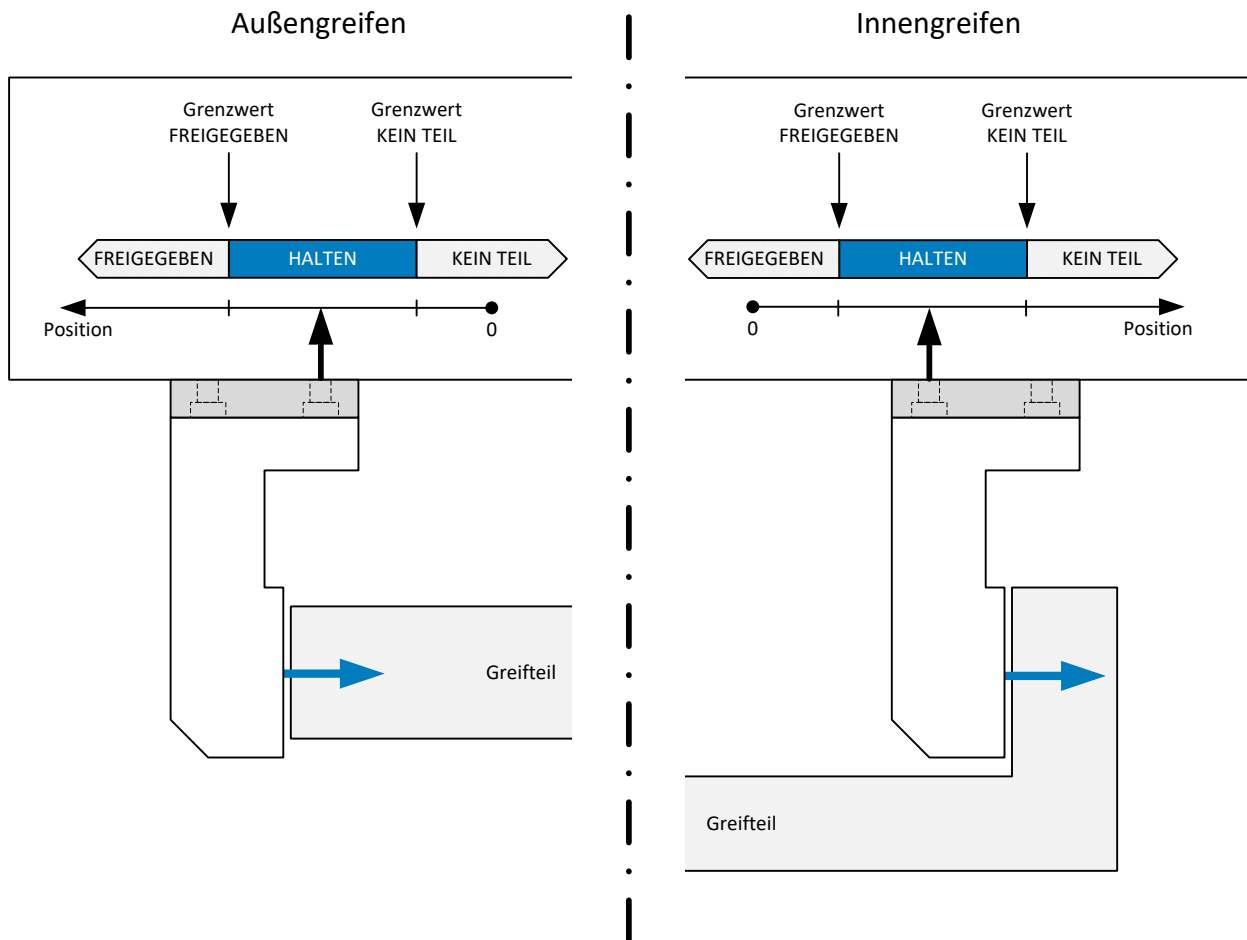 Außengreifen
Grenzwert
FREIGEGEBEN
Grenzwert
KEIN TEIL
FREIGEGEBEN
HALTEN
KEIN TEIL
Position
0
Greifteil
Innengreifen
Grenzwert
FREIGEGEBEN
Grenzwert
KEIN TEIL
FREIGEGEBEN
HALTEN
KEIN TEIL
0
Position
Greifteil